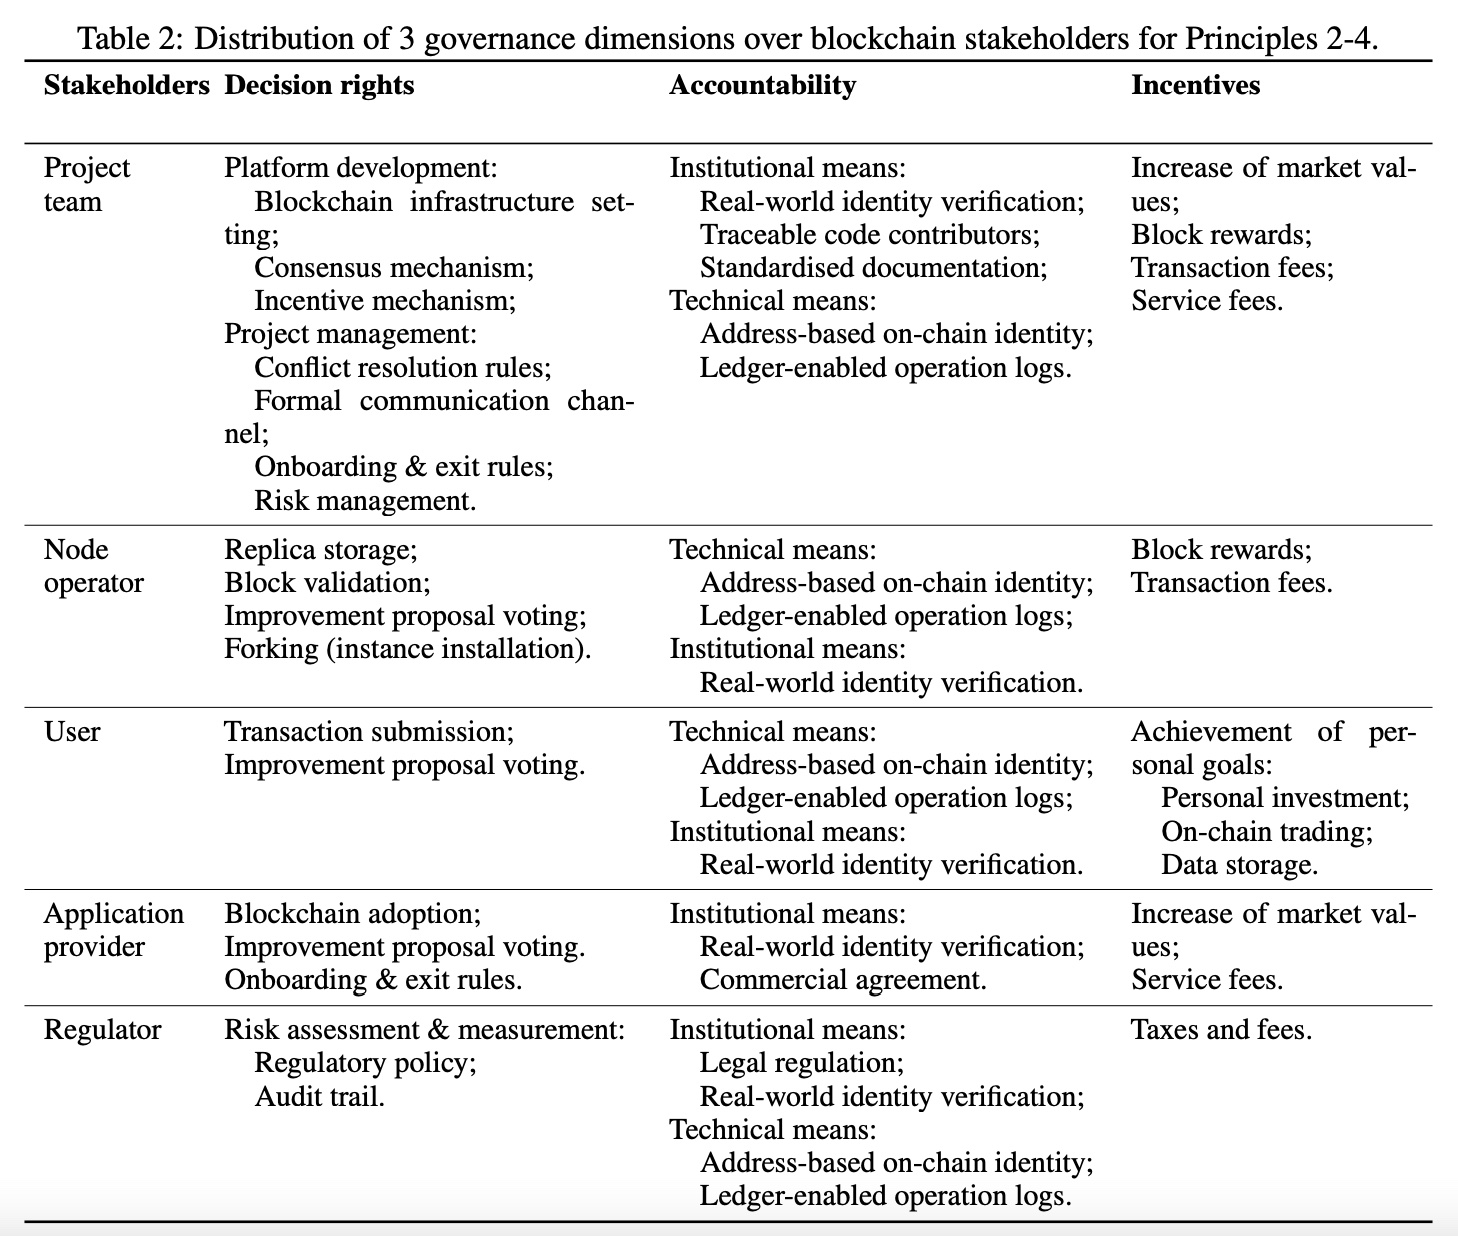 Table 2: Distribution of 3 governance dimensions over blockchain stakeholders for Principles 2-4.
Stakeholders Decision rights Accountability Incentives
Project team
Platform development:
Blockchain infrastructure set-
ting;
Consensus mechanism;
Incentive mechanism;
Project management:
Conflict resolution rules;
Formal communication chan-
nel;
Onboarding & exit rules;
Risk management.
Institutional means:
Real-world identity verification;
Traceable code contributors;
Standardised documentation;
Technical means:
Address-based on-chain identity;
Ledger-enabled operation logs.
Increase of market val-
ues;
Block rewards;
Transaction fees;
Service fees.
Node
operator
Replica storage;
Block validation;
Improvement proposal voting;
Forking (instance installation).
Technical means:
Address-based on-chain identity;
Ledger-enabled operation logs;
Institutional means:
Real-world identity verification.
Block rewards;
Transaction fees.
User
Transaction submission;
Improvement proposal voting.
Technical means:
Address-based on-chain identity;
Ledger-enabled operation logs;
Institutional means:
Real-world identity verification.
Achievement of per-
sonal goals:
Personal investment;
On-chain trading;
Data storage.
Application
provider
Blockchain adoption;
Improvement proposal voting.
Onboarding & exit rules.
Institutional means:
Real-world identity verification;
Commercial agreement.
Increase of market val-
ues;
Service fees.
Regulator
Risk assessment & measurement:
Regulatory policy;
Audit trail.
Institutional means:
Legal regulation;
Real-world identity verification;
Technical means:
Address-based on-chain identity;
Ledger-enabled operation logs.
Taxes and fees.